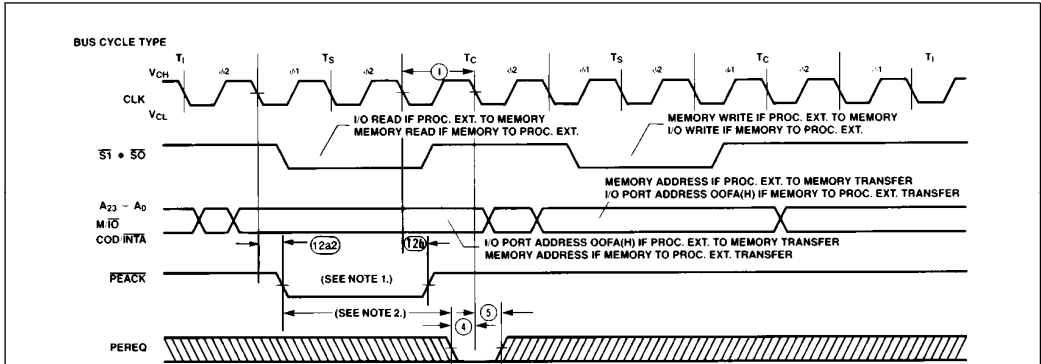 BUS CYCLE TYPE
TI TS TC TS TC TI
VCH φ2 φ1 φ2 1 φ2 φ1 φ2 φ1 φ2 φ1
CLK
VCL
I/O READ IF PROC. EXT. TO MEMORY
MEMORY READ IF MEMORY TO PROC. EXT.
MEMORY WRITE IF PROC. EXT. TO MEMORY
I/O WRITE IF MEMORY TO PROC. EXT.
S1 • S0
MEMORY ADDRESS IF PROC. EXT. TO MEMORY TRANSFER
I/O PORT ADDRESS OOFA(H) IF MEMORY TO PROC. EXT. TRANSFER
A23 – A0
M/IO
COD/INTA
12a2 12b
I/O PORT ADDRESS OOFA(H) IF PROC. EXT. TO MEMORY TRANSFER
MEMORY ADDRESS IF MEMORY TO PROC. EXT. TRANSFER
PEACK
(SEE NOTE 1.)
(SEE NOTE 2.)
4 5
PEREQ